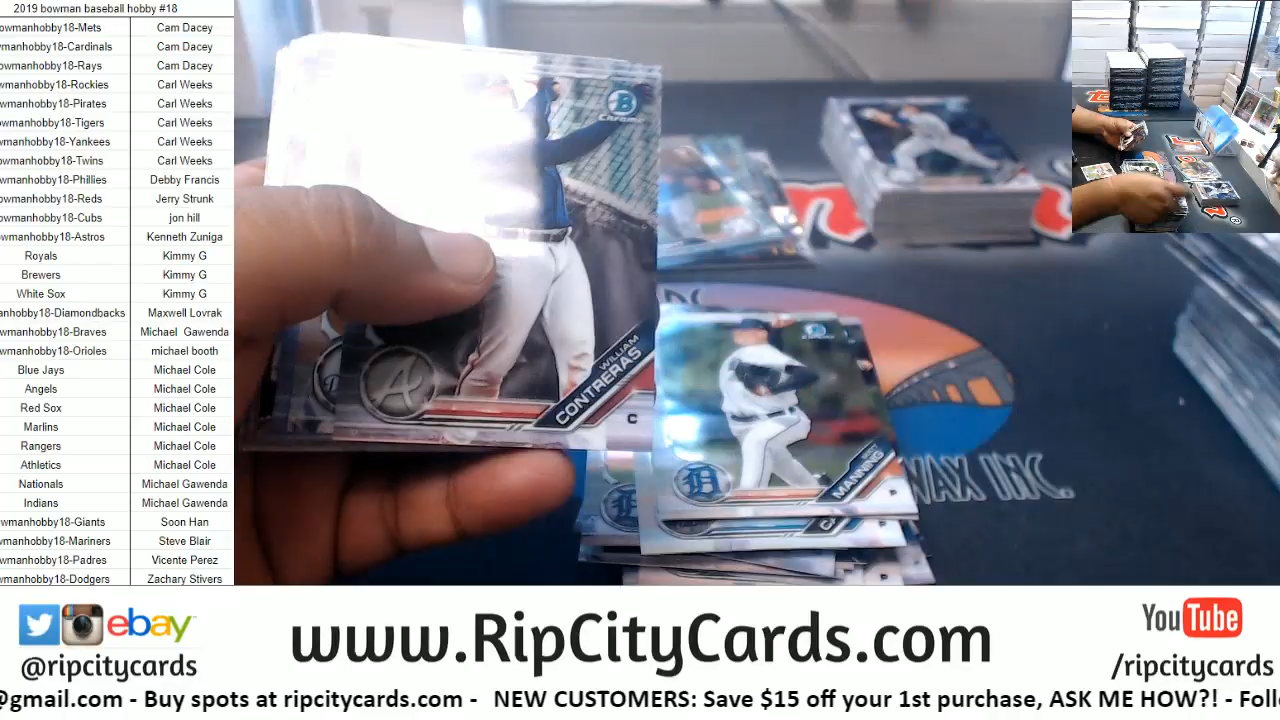 2019 bowman baseball hobby #18
owmanhobby18-Mets Cam Dacey
wmanhobby18-Cardinals Cam Dacey
owmanhobby18-Rays Cam Dacey
owmanhobby18-Rockies Carl Weeks
owmanhobby18-Pirates Carl Weeks
owmanhobby18-Tigers Carl Weeks
wmanhobby18-Yankees Carl Weeks
owmanhobby18-Twins Carl Weeks
wmanhobby18-Phillies Debby Francis
owmanhobby18-Reds Jerry Strunk
owmanhobby18-Cubs jon hill
owmanhobby18-Astros Kenneth Zuniga
Royals Kimmy G
Brewers Kimmy G
White Sox Kimmy G
anhobby18-Diamondbacks Maxwell Lovrak
owmanhobby18-Braves Michael Gawenda
owmanhobby18-Orioles michael booth
Blue Jays Michael Cole
Angels Michael Cole
Red Sox Michael Cole
Marlins Michael Cole
Rangers Michael Cole
Athletics Michael Cole
Nationals Michael Gawenda
Indians Michael Gawenda
owmanhobby18-Giants Soon Han
wmanhobby18-Mariners Steve Blair
owmanhobby18-Padres Vicente Perez
wmanhobby18-Dodgers Zachary Stivers
B
Chrome
A
WILLIAM
CONTRERAS
C
D
MANNING
P
WAX INC.
ebay
@ripcitycards
www.RipCityCards.com
YouTube
/ripcitycards
@gmail.com - Buy spots at ripcitycards.com - NEW CUSTOMERS: Save $15 off your 1st purchase, ASK ME HOW?! - Foll